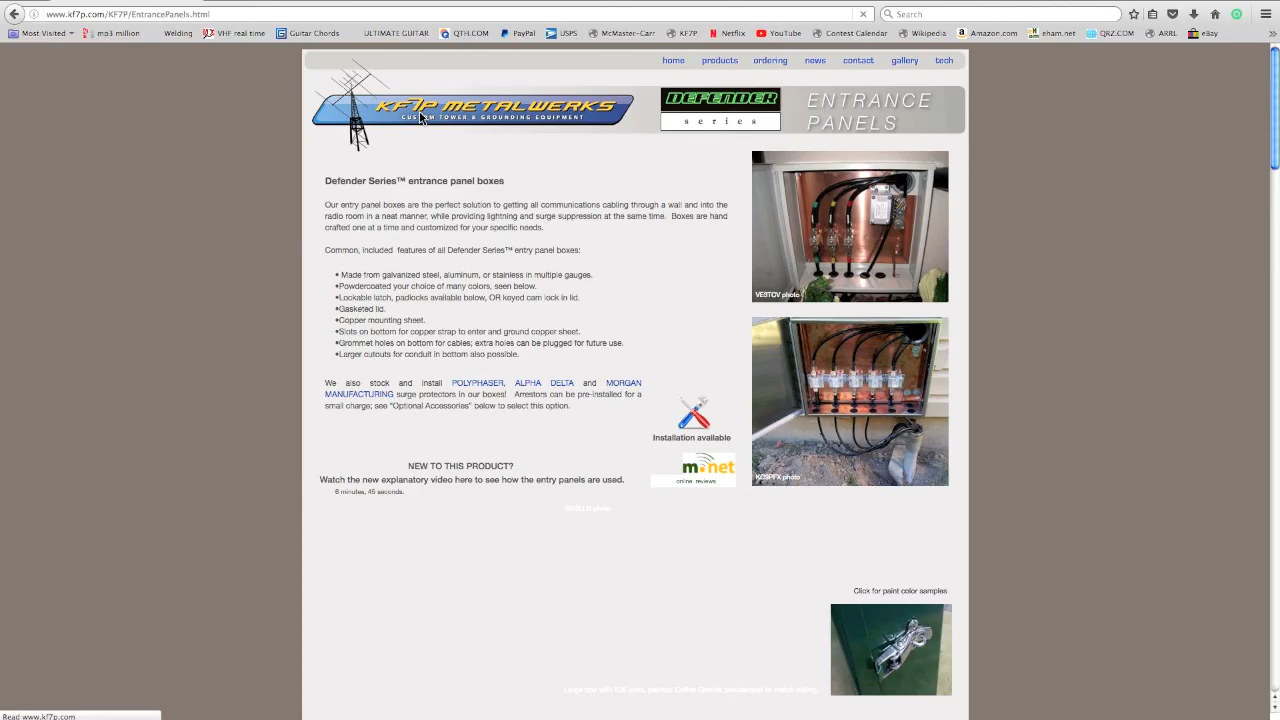 www.kf7p.com/KF7P/EntrancePanels.html
Search
Most Visited
mp3 million
Welding
VHF real time
Guitar Chords
ULTIMATE GUITAR
QTH.COM
PayPal
USPS
McMaster-Carr
KF7P
Netflix
YouTube
Contest Calendar
Wikipedia
Amazon.com
eham.net
QRZ.COM
ARRL
eBay
home products ordering news contact gallery tech
KF7P METALWERKS
CUSTOM TOWER & GROUNDING EQUIPMENT
DEFENDER
series
ENTRANCE
PANELS
Defender Series™ entrance panel boxes
Our entry panel boxes are the perfect solution to getting all communications cabling through a wall and into the
radio room in a neat manner, while providing lightning and surge suppression at the same time. Boxes are hand
crafted one at a time and customized for your specific needs.
Common, included features of all Defender Series™ entry panel boxes:
• Made from galvanized steel, aluminum, or stainless in multiple gauges.
•Powdercoated your choice of many colors, seen below.
•Lockable latch, padlocks available below, OR keyed cam lock in lid.
•Gasketed lid.
•Copper mounting sheet.
•Slots on bottom for copper strap to enter and ground copper sheet.
•Grommet holes on bottom for cables; extra holes can be plugged for future use.
•Larger cutouts for conduit in bottom also possible.
We also stock and install POLYPHASER, ALPHA DELTA and MORGAN
MANUFACTURING surge protectors in our boxes! Arrestors can be pre-installed for a
small charge; see "Optional Accessories" below to select this option.
VE9TOV photo
Installation available
m.net
online reviews
KC9PFX photo
NEW TO THIS PRODUCT?
Watch the new explanatory video here to see how the entry panels are used.
6 minutes, 45 seconds.
photo
Click for paint color samples
Read www.kf7p.com